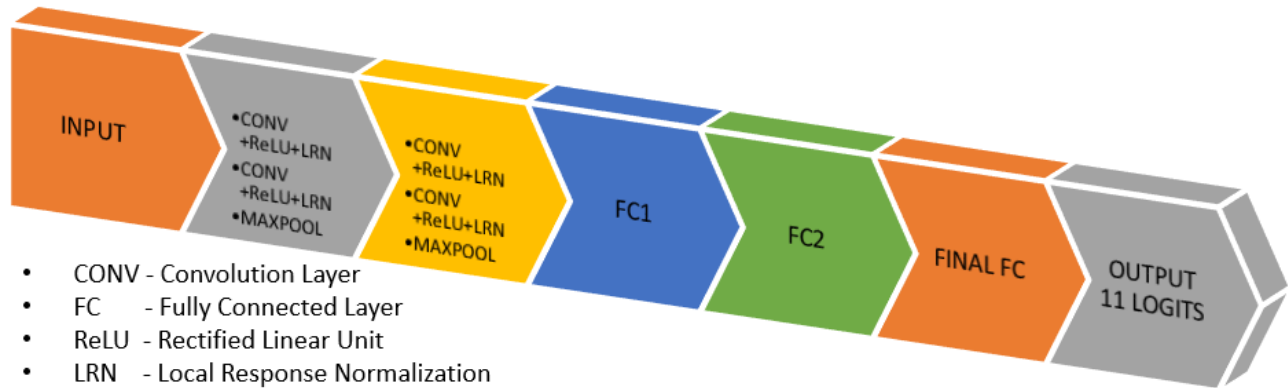 INPUT
•CONV
+ReLU+LRN
•CONV
+ReLU+LRN
•MAXPOOL
•CONV
+ReLU+LRN
•CONV
+ReLU+LRN
•MAXPOOL
FC1
FC2
FINAL FC
OUTPUT
11 LOGITS
• CONV - Convolution Layer
• FC - Fully Connected Layer
• ReLU - Rectified Linear Unit
• LRN - Local Response Normalization